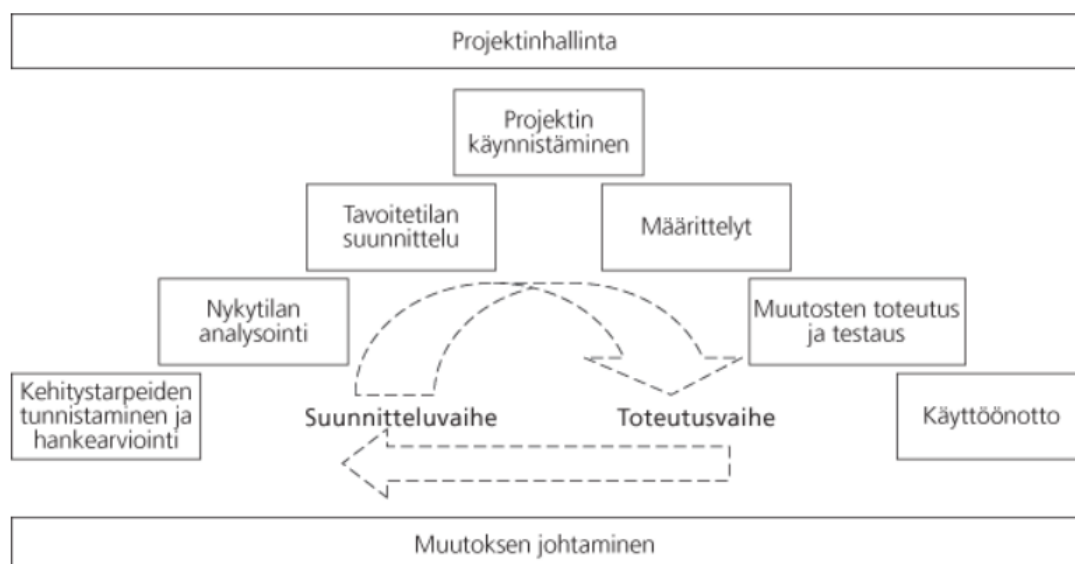 Projektinhallinta
Projektin
käynnistäminen
Tavoitetilan
suunnittelu
Määrittelyt
Nykytilan
analysointi
Muutosten toteutus
ja testaus
Kehitystarpeiden
tunnistaminen ja
hankearviointi
Suunnitteluvaihe
Toteutusvaihe
Käyttöönotto
Muutoksen johtaminen